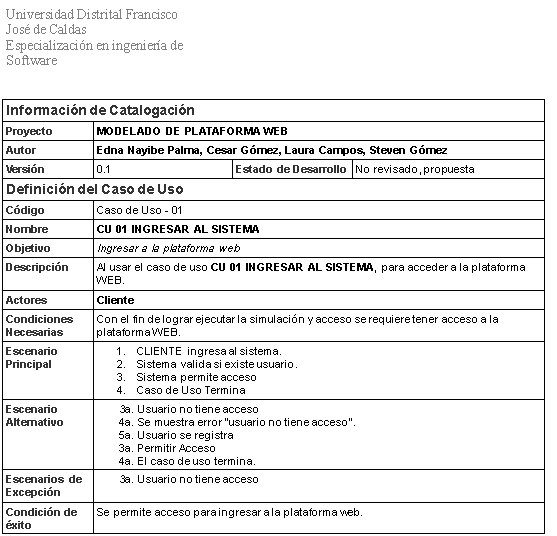 Universidad Distrital Francisco
José de Caldas
Especialización en ingeniería de
Software
Información de Catalogación
Proyecto MODELADO DE PLATAFORMA WEB
Autor Edna Nayibe Palma, Cesar Gómez, Laura Campos, Steven Gómez
Versión 0.1 Estado de Desarrollo No revisado, propuesta
Definición del Caso de Uso
Código Caso de Uso - 01
Nombre CU 01 INGRESAR AL SISTEMA
Objetivo Ingresar a la plataforma web
Descripción Al usar el caso de uso CU 01 INGRESAR AL SISTEMA, para acceder a la plataforma
WEB.
Actores Cliente
Condiciones Con el fin de lograr ejecutar la simulación y acceso se requiere tener acceso a la
Necesarias plataforma WEB.
Escenario 1. CLIENTE ingresa al sistema.
Principal 2. Sistema valida si existe usuario.
3. Sistema permite acceso
4. Caso de Uso Termina
Escenario 3a. Usuario no tiene acceso
Alternativo 4a. Se muestra error "usuario no tiene acceso".
5a. Usuario se registra
3a. Permitir Acceso
4a. El caso de uso termina.
Escenarios de 3a. Usuario no tiene acceso
Excepción
Condición de Se permite acceso para ingresar a la plataforma web.
éxito